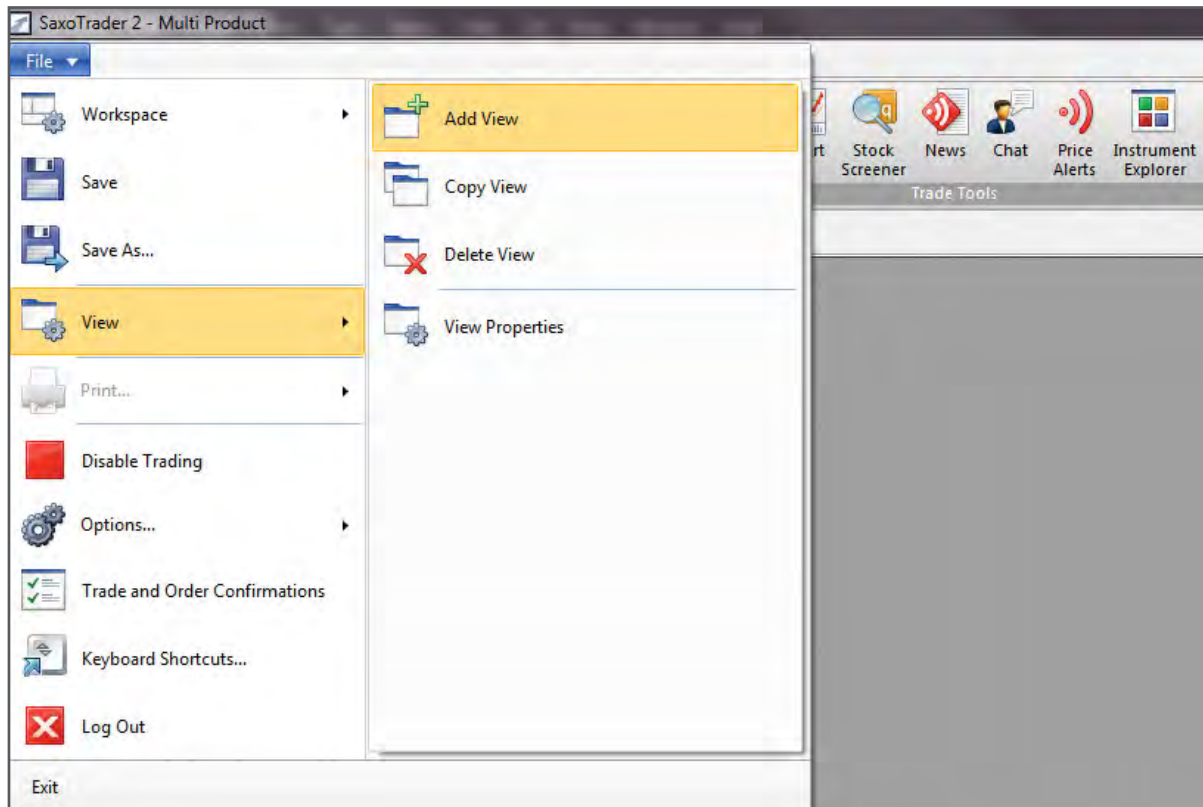 SaxoTrader 2 - Multi Product
File
Workspace
Save
Save As...
View
Print...
Disable Trading
Options...
Trade and Order Confirmations
Keyboard Shortcuts...
Log Out
Exit
Add View
Copy View
Delete View
View Properties
rt
Stock
Screener
News
Chat
Price
Alerts
Instrument
Explorer
Trade Tools